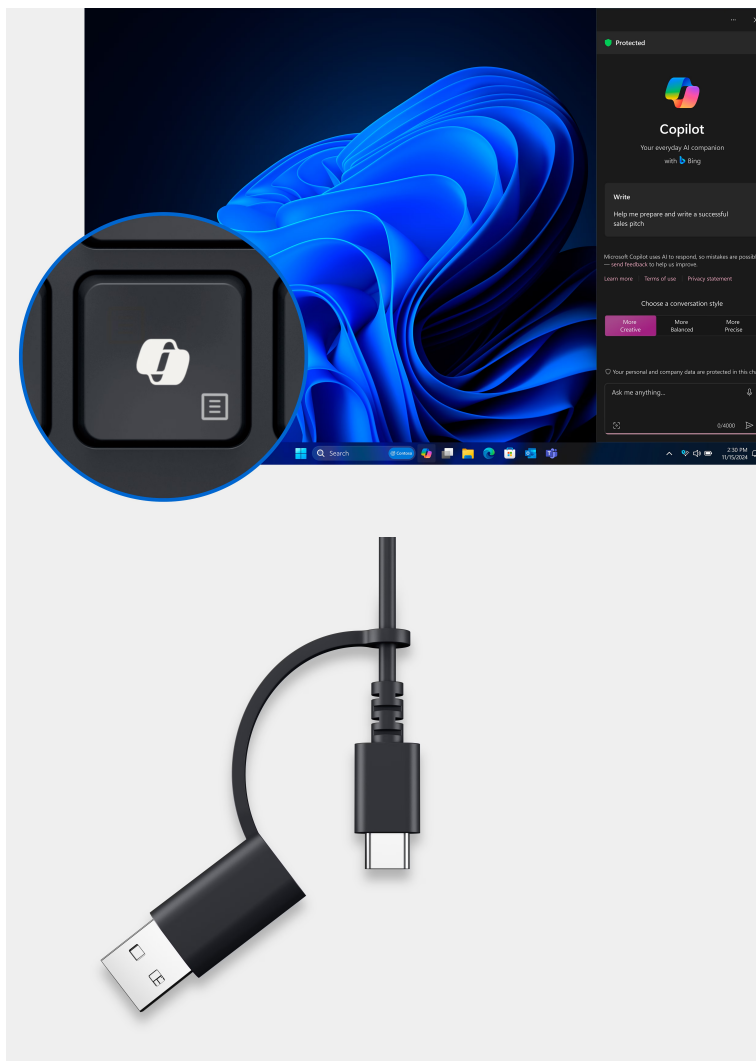 Protected
Copilot
Your everyday AI companion
with Bing
Write
Help me prepare and write a successful
sales pitch
Microsoft Copilot uses AI to respond, so mistakes are possible
— send feedback to help us improve.
Learn more Terms of use Privacy statement
Choose a conversation style
More
Creative
More
Balanced
More
Precise
Your personal and company data are protected in this
Ask me anything...
0/4000
Search
Contoso
2:30 PM
11/15/2024